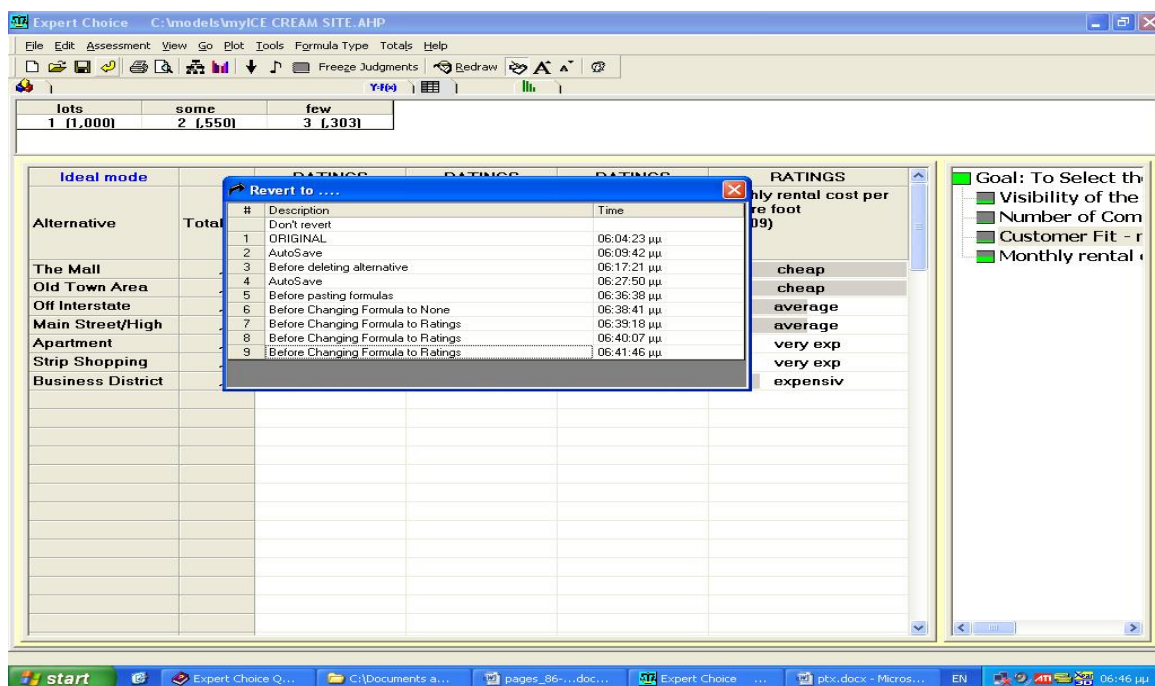 Expert Choice C:\models\myICE CREAM SITE.AHP
File Edit Assessment View Go Plot Tools Formula Type Totals Help
Freeze Judgments Redraw A A
Y=F(x)
lots some few
1 (1,000) 2 (,550) 3 (,303)
Ideal mode RATINGS RATINGS RATINGS RATINGS
Alternative Total
hly rental cost per
re foot
09)
Revert to ....
# Description Time
Don't revert
1 ORIGINAL 06:04:23 μμ
2 AutoSave 06:09:42 μμ
3 Before deleting alternative 06:17:21 μμ
4 AutoSave 06:27:50 μμ
5 Before pasting formulas 06:36:38 μμ
6 Before Changing Formula to None 06:38:41 μμ
7 Before Changing Formula to Ratings 06:39:18 μμ
8 Before Changing Formula to Ratings 06:40:07 μμ
9 Before Changing Formula to Ratings 06:41:46 μμ
The Mall cheap
Old Town Area cheap
Off Interstate average
Main Street/High average
Apartment very exp
Strip Shopping very exp
Business District expensiv
Goal: To Select th
Visibility of the
Number of Com
Customer Fit - r
Monthly rental
start Expert Choice Q... C:\Documents a... pages_86-...doc... Expert Choice ... ptx.docx - Micros... EN 06:46 μμ